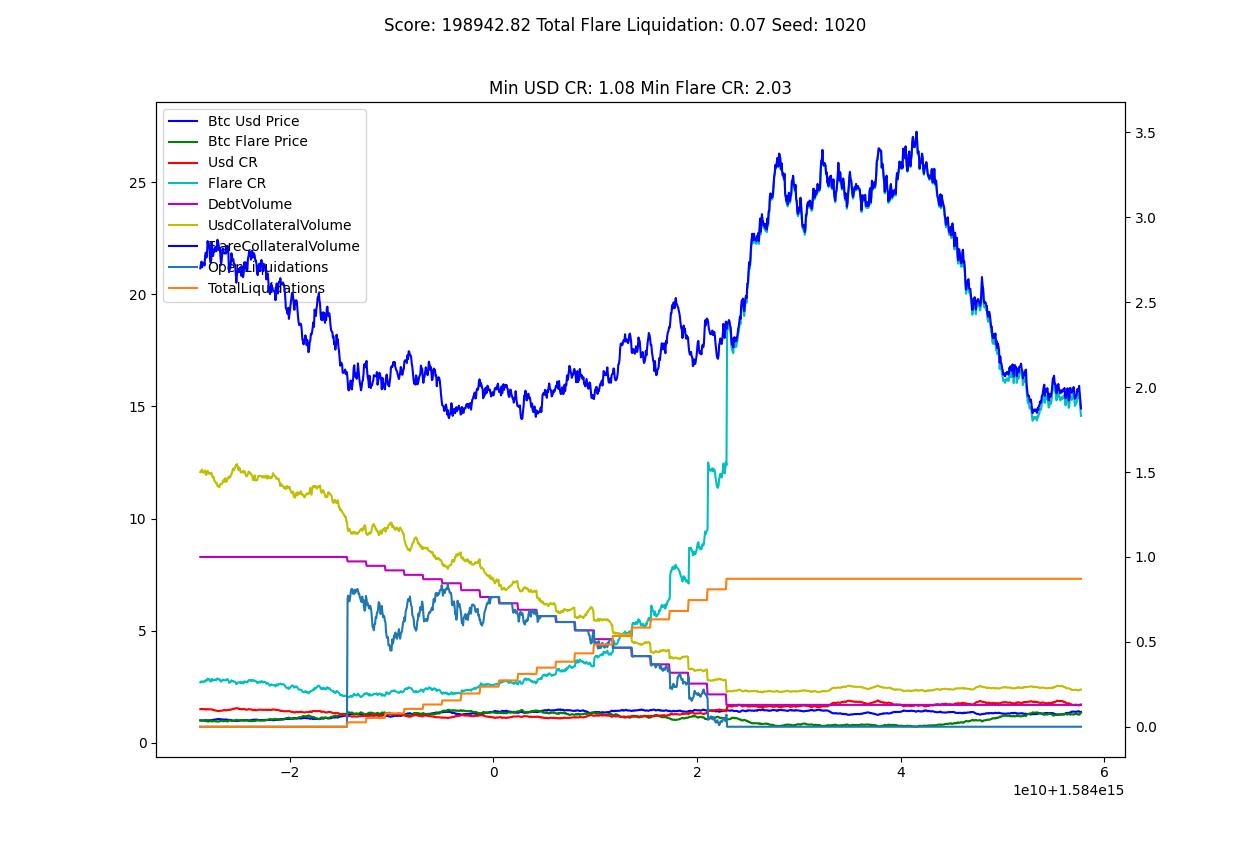 Score: 198942.82 Total Flare Liquidation: 0.07 Seed: 1020
Min USD CR: 1.08 Min Flare CR: 2.03
Btc Usd Price
Btc Flare Price
Usd CR
Flare CR
DebtVolume
UsdCollateralVolume
FlareCollateralVolume
OpenLiquidations
TotalLiquidations
25
20
15
10
5
0
3.5
3.0
2.5
2.0
1.5
1.0
0.5
0.0
−2
0
2
4
6
1e10+1.584e15